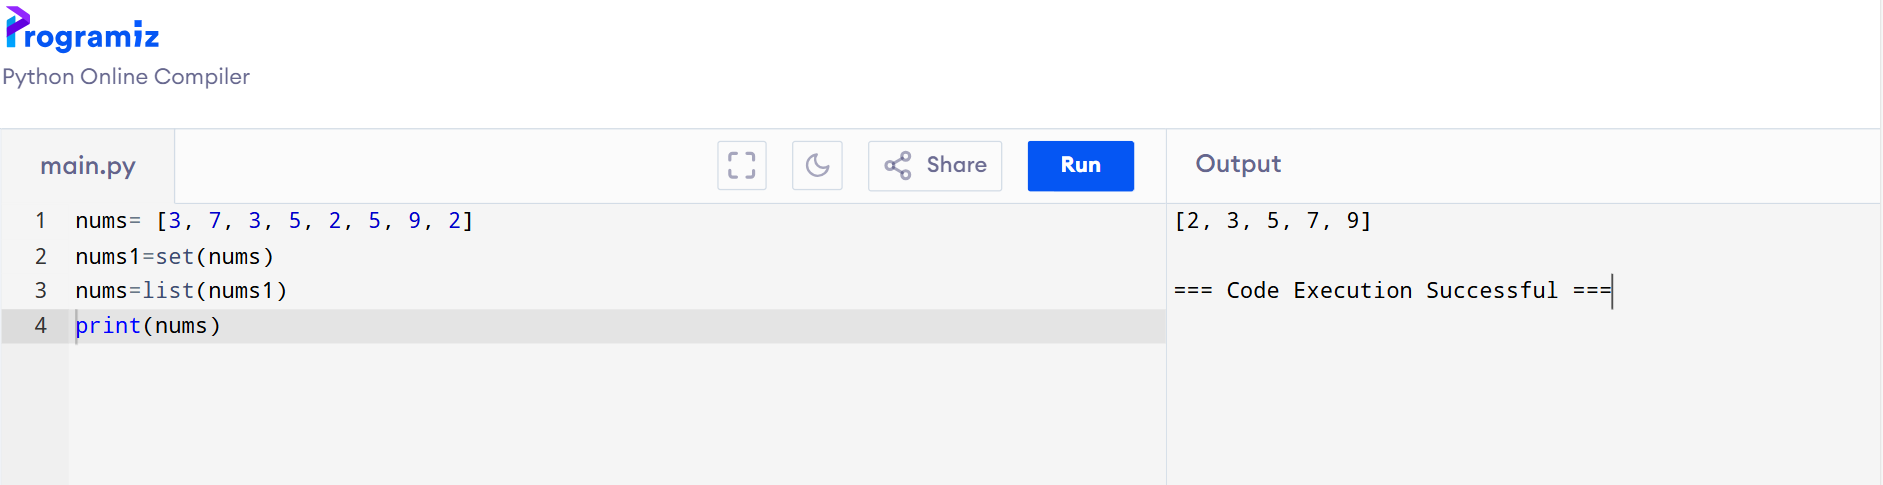 Programiz
Python Online Compiler
main.py
Share
Run
Output
1 nums= [3, 7, 3, 5, 2, 5, 9, 2]
2 nums1=set(nums)
3 nums=list(nums1)
4 print(nums)
[2, 3, 5, 7, 9]
=== Code Execution Successful ===